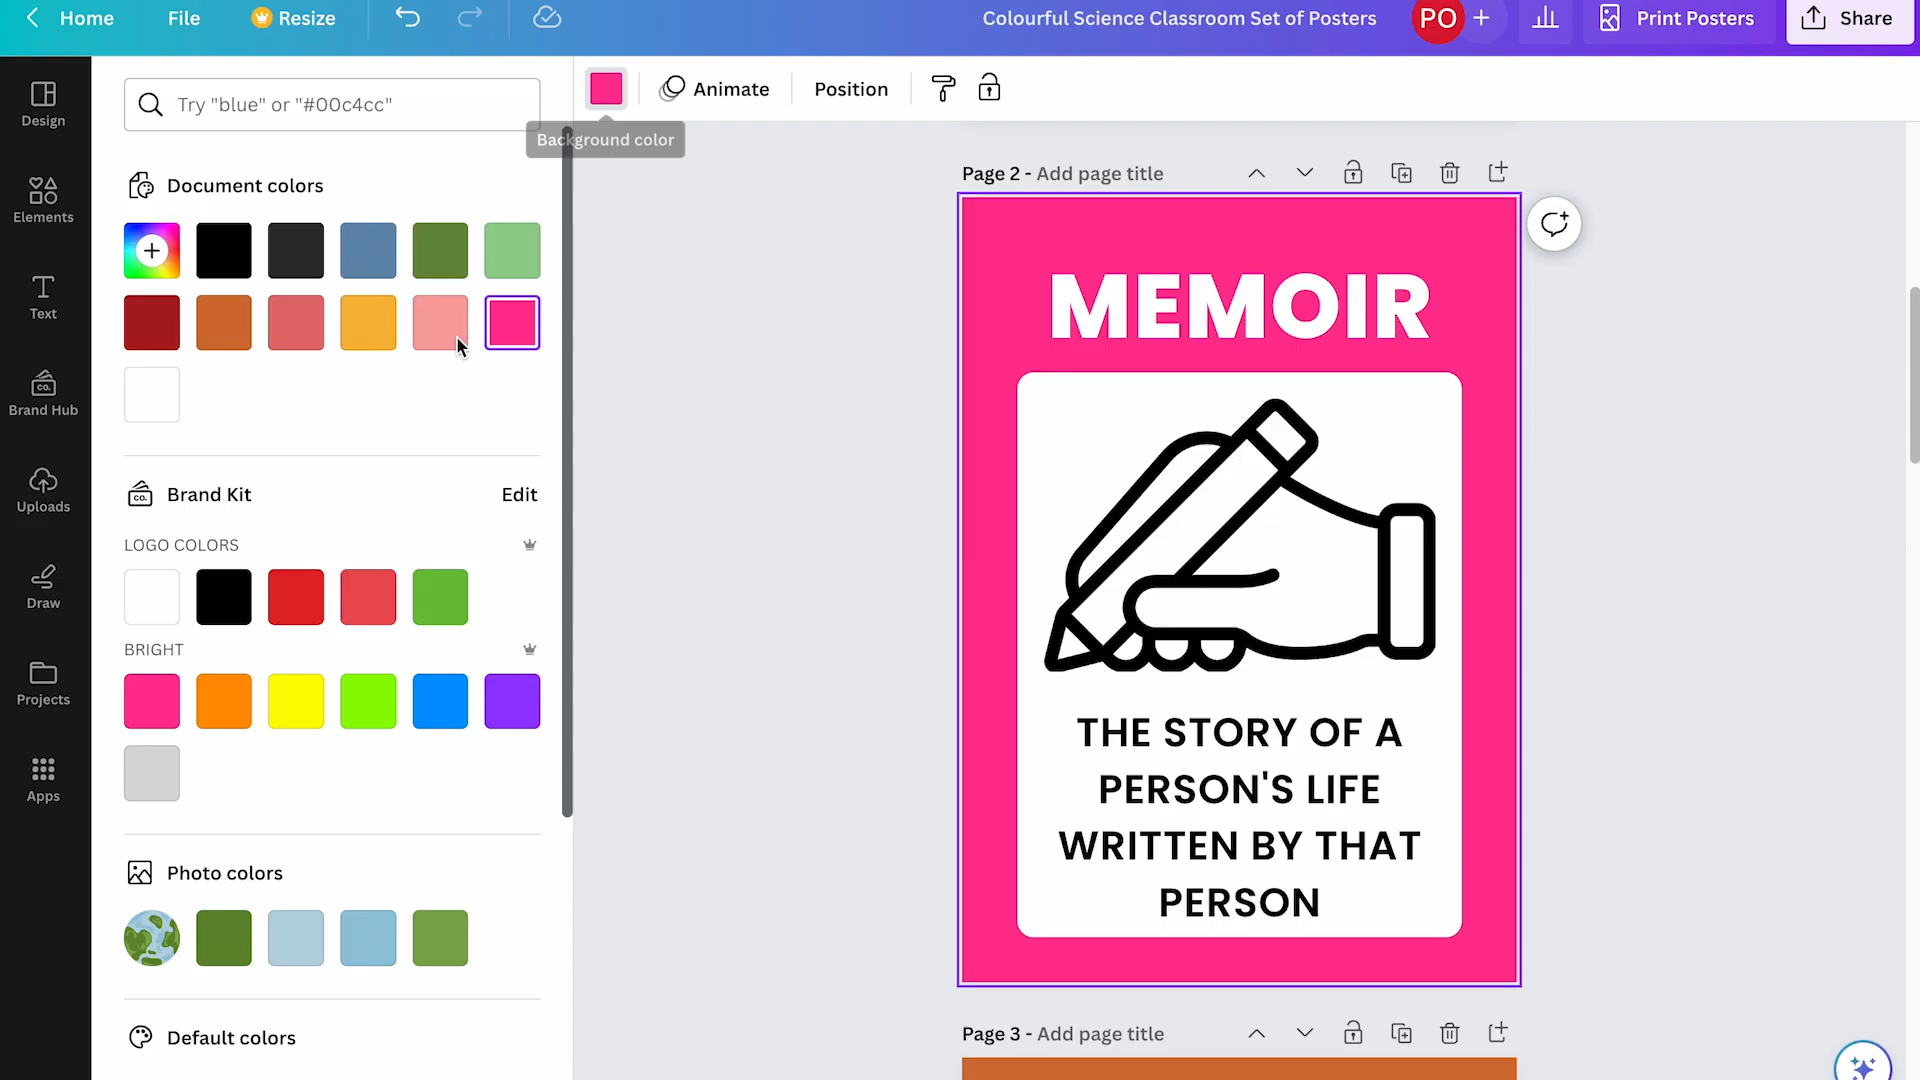 Home
File
Resize
Colourful Science Classroom Set of Posters
PO
Print Posters
Share
Design
Elements
Text
Brand Hub
CO.
Uploads
Draw
Projects
Apps
Try "blue" or "#00c4cc"
Animate
Position
Background color
Document colors
CO.
Brand Kit
Edit
LOGO COLORS
BRIGHT
Photo colors
Default colors
Page 2 - Add page title
MEMOIR
THE STORY OF A
PERSON'S LIFE
WRITTEN BY THAT
PERSON
Page 3 - Add page title